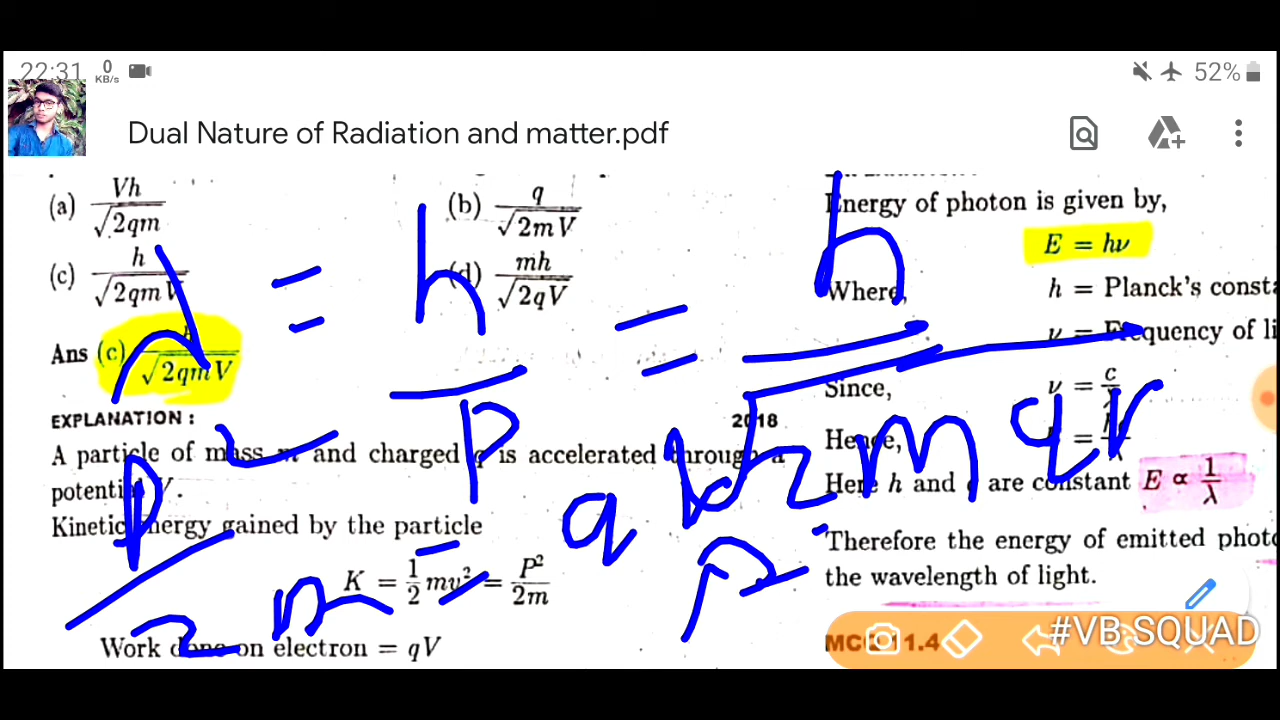 22:31 0 KB/s 52%
Dual Nature of Radiation and matter.pdf
(a) Vh / √2qm
(b) q / √2mV
(c) h / √2qmV
(d) mh / √2qV
Ans (c) h / √2qmV
EXPLANATION :
2018
A particle of mass m and charged q is accelerated through a
potential V.
Kinetic energy gained by the particle
K = 1/2 mv² = P²/2m
Work done on electron = qV
Energy of photon is given by,
E = hν
Where, h = Planck's consta
ν = Frequency of li
Since, ν = c/λ
Hence,
Here h and are constant E ∝ 1/λ
Therefore the energy of emitted photo
the wavelength of light.
MCQ 11.4
λ = h/P = h/√2mqV
P²/2m = qV
#VB SQUAD